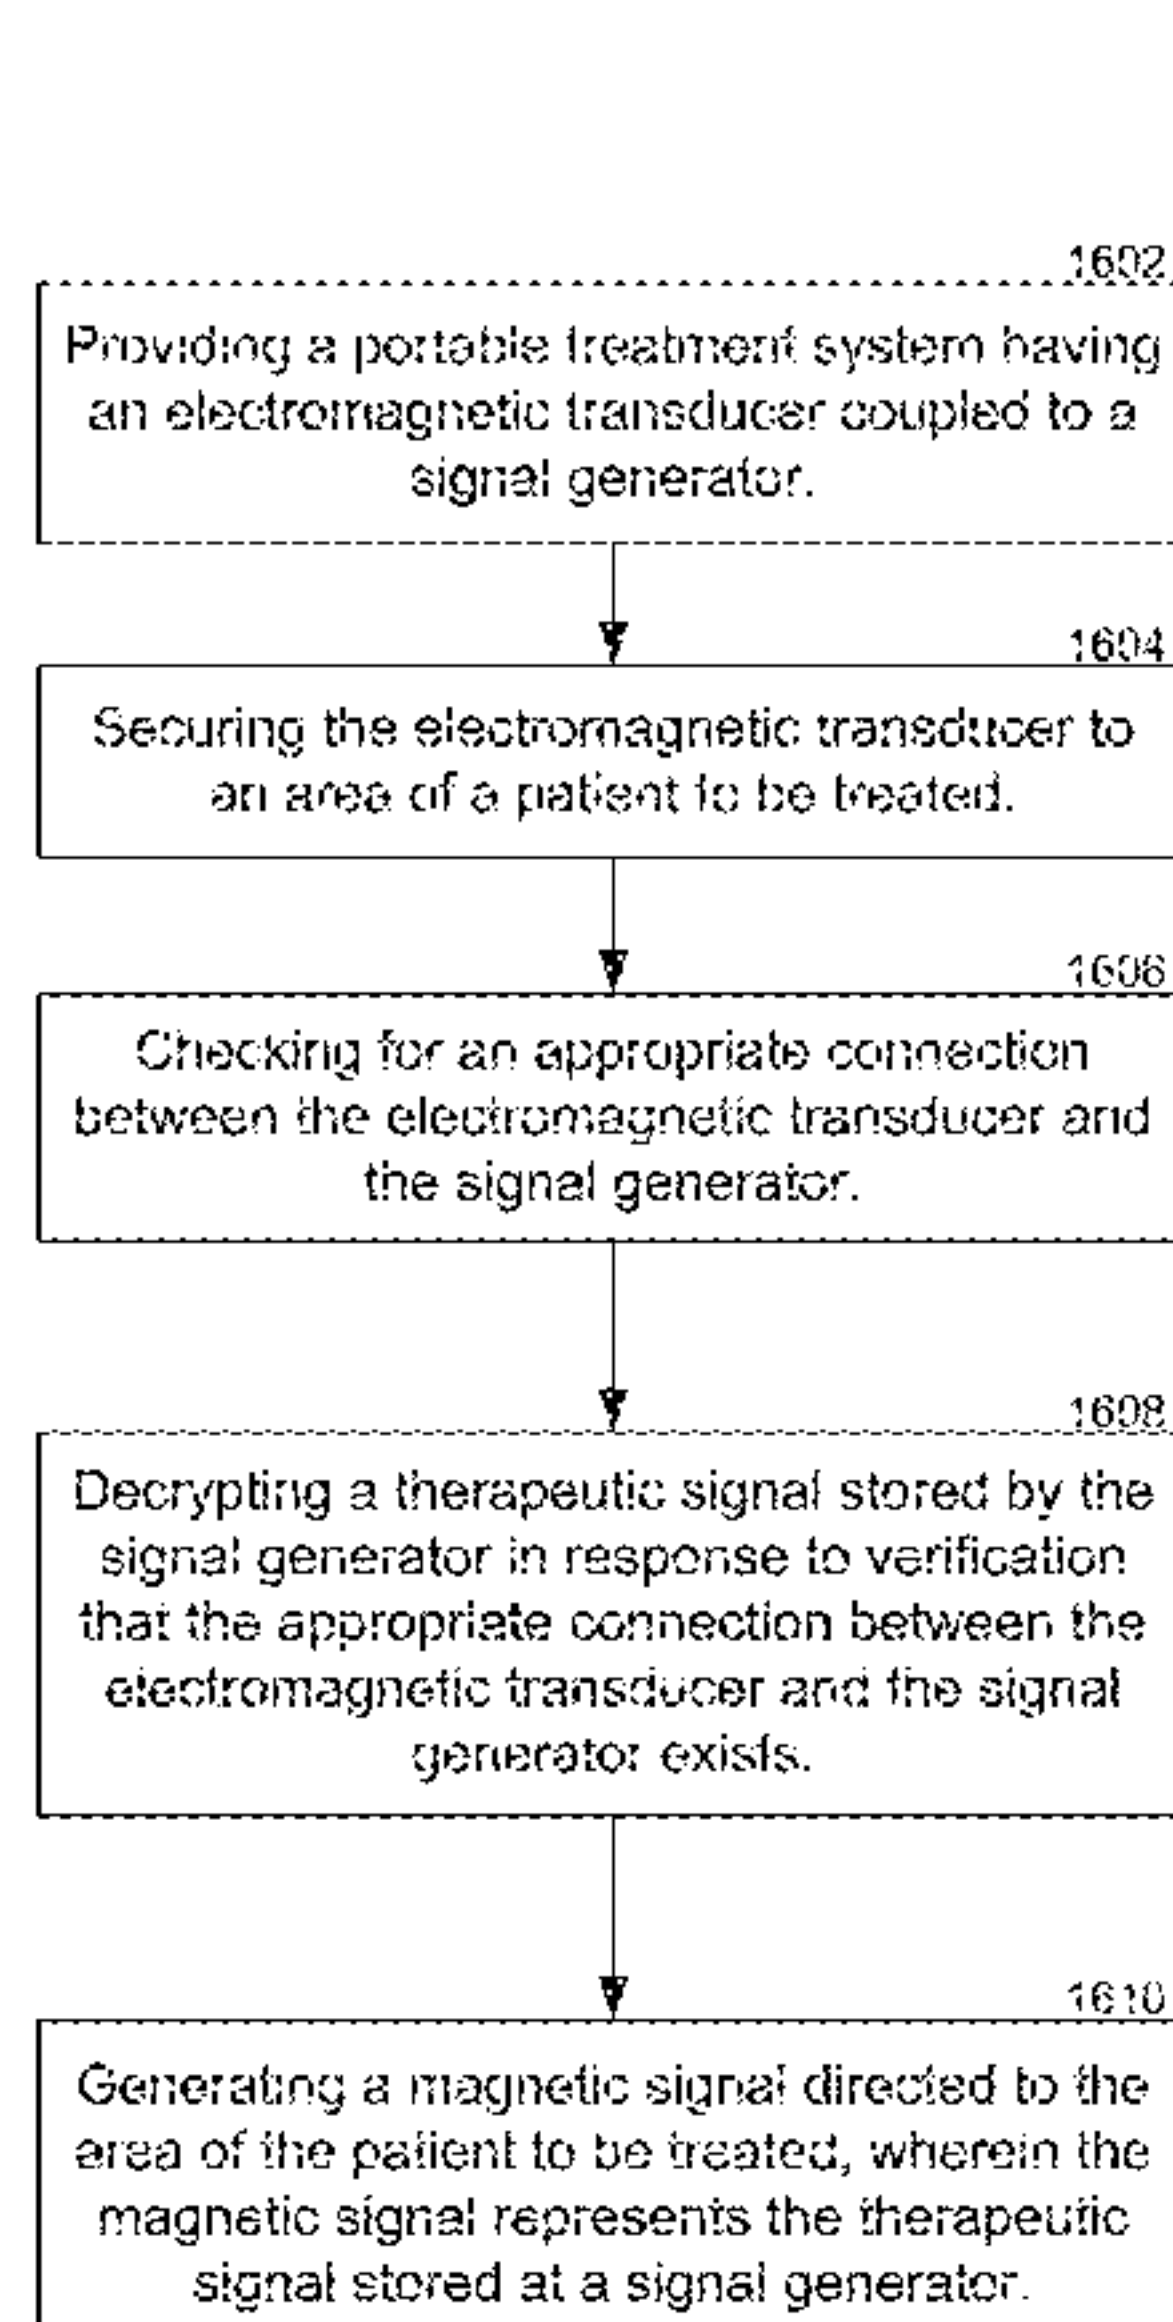 1602
Providing a portable treatment system having
an electromagnetic transducer coupled to a
signal generator.
1604
Securing the electromagnetic transducer to
an area of a patient to be treated.
1606
Checking for an appropriate connection
between the electromagnetic transducer and
the signal generator.
1608
Decrypting a therapeutic signal stored by the
signal generator in response to verification
that the appropriate connection between the
electromagnetic transducer and the signal
generator exists.
1610
Generating a magnetic signal directed to the
area of the patient to be treated, wherein the
magnetic signal represents the therapeutic
signal stored at a signal generator.